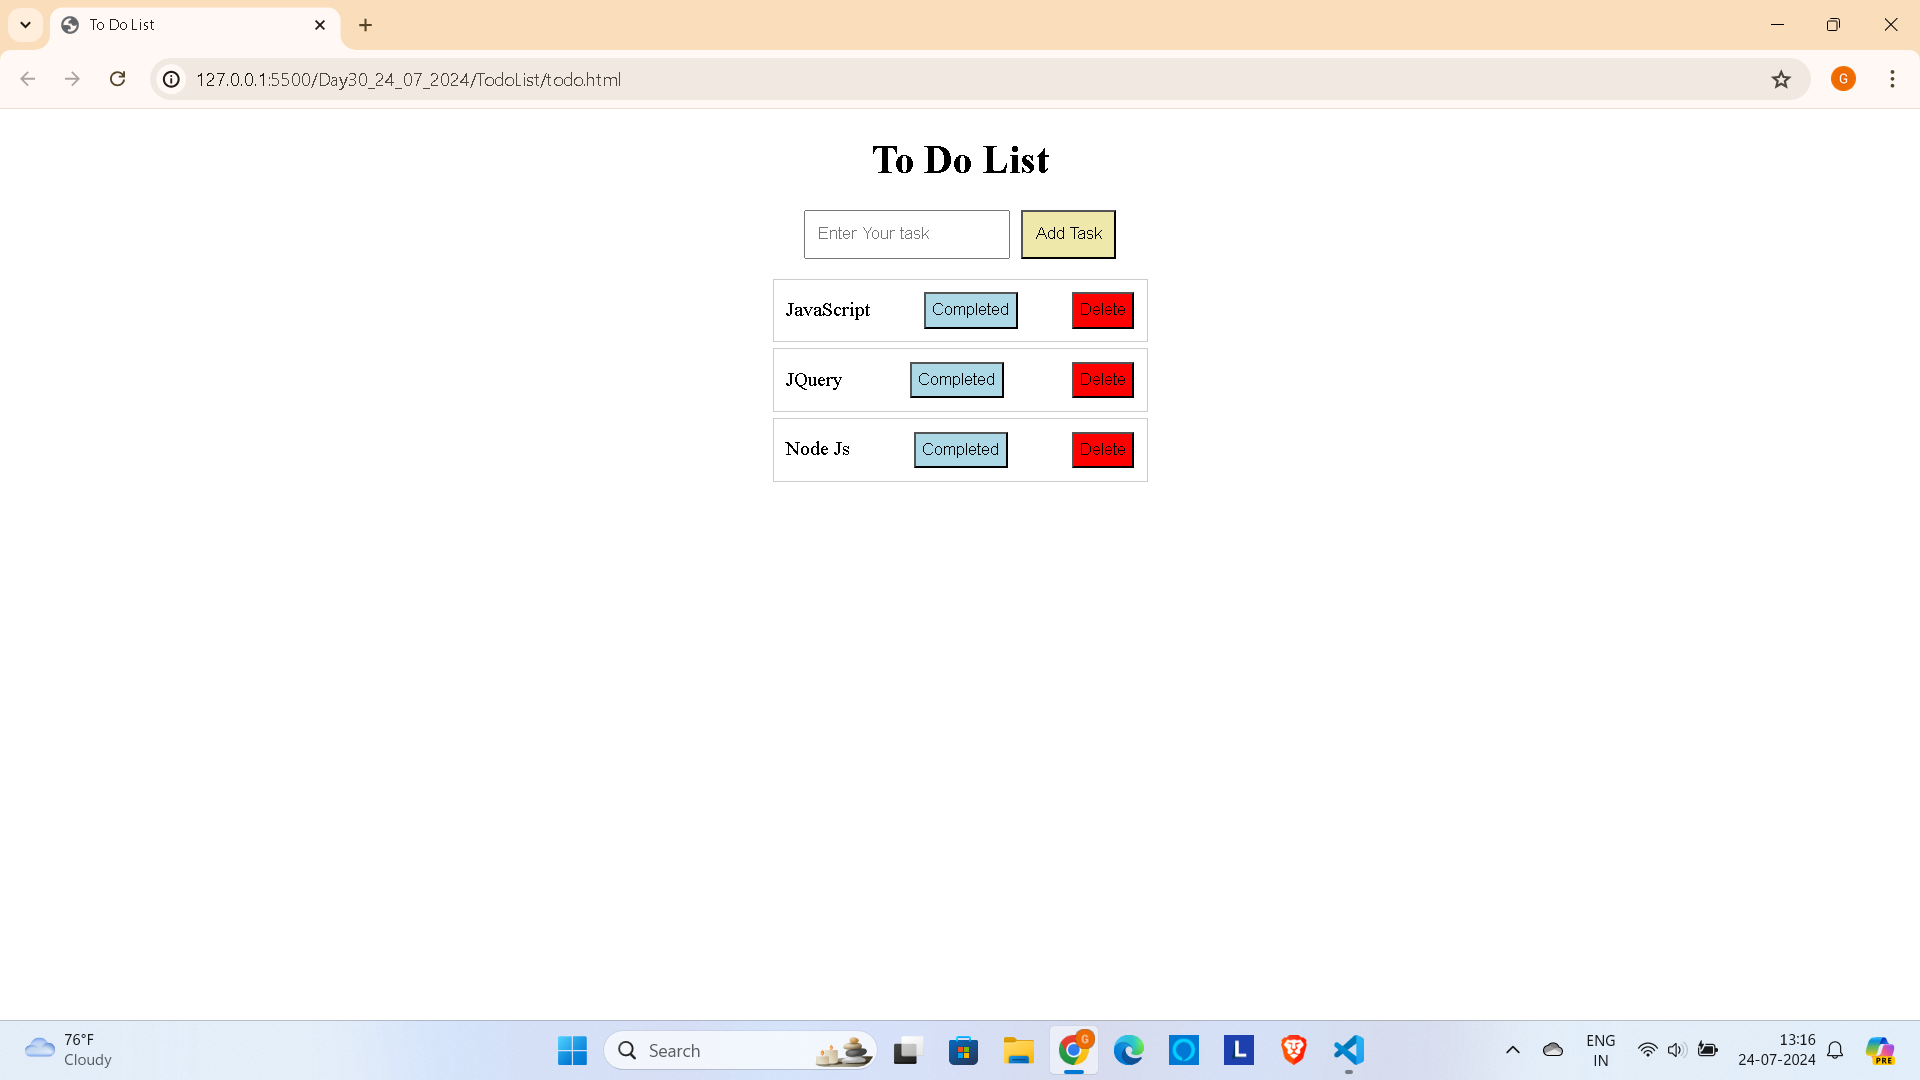 To Do List
127.0.0.1:5500/Day30_24_07_2024/TodoList/todo.html
G
To Do List
Enter Your task
Add Task
JavaScript
Completed
Delete
JQuery
Completed
Delete
Node Js
Completed
Delete
76°F
Cloudy
Search
G
L
ENG
IN
13:16
24-07-2024
PRE